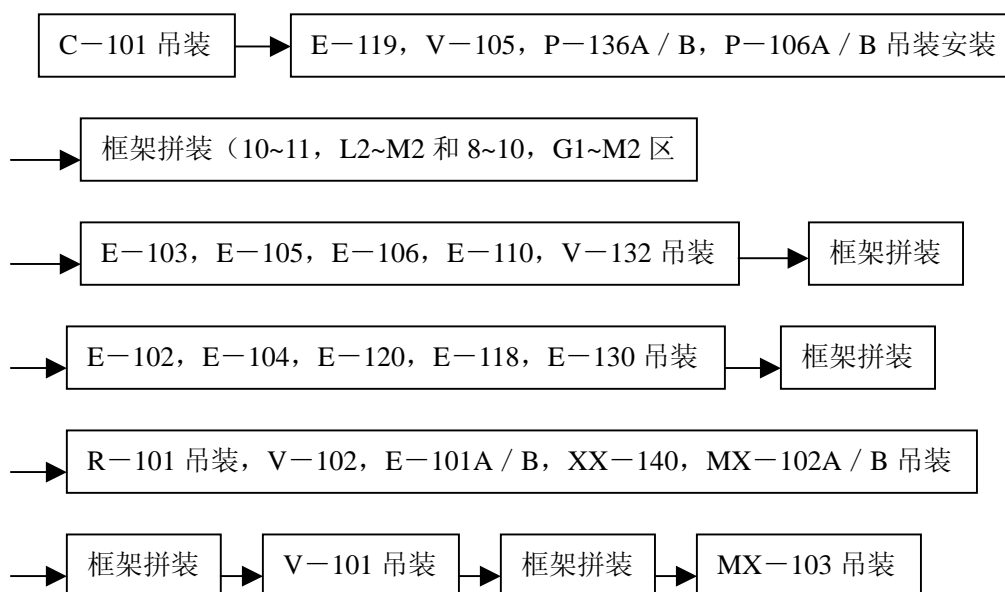 C－101 吊装 E－119，V－105，P－136A／B，P－106A／B 吊装安装
框架拼装（10~11，L2~M2 和 8~10，G1~M2 区
E－103，E－105，E－106，E－110，V－132 吊装 框架拼装
E－102，E－104，E－120，E－118，E－130 吊装 框架拼装
R－101 吊装，V－102，E－101A／B，XX－140，MX－102A／B 吊装
框架拼装 V－101 吊装 框架拼装 MX－103 吊装